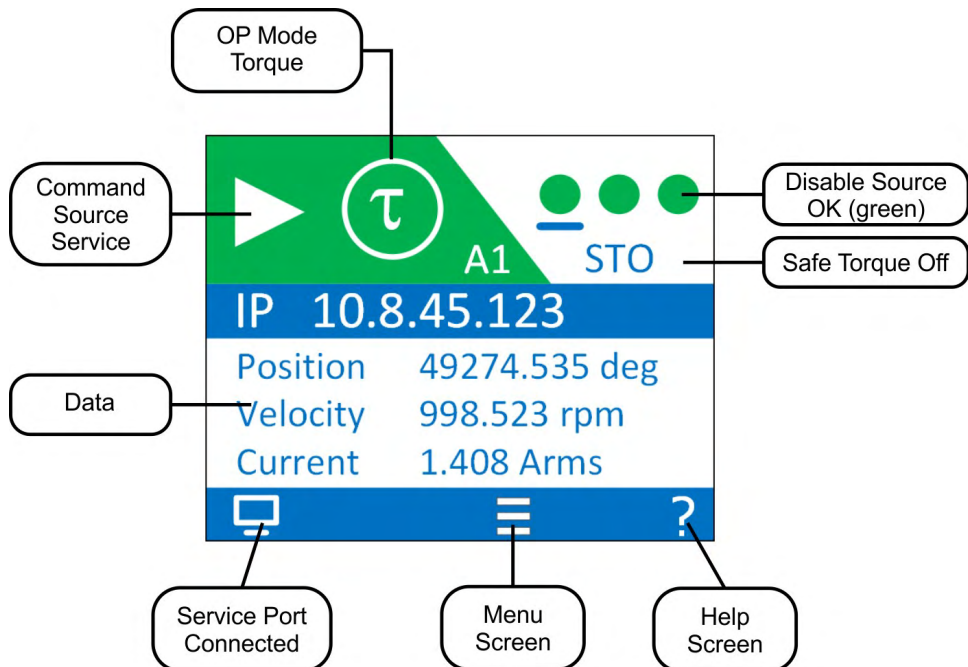 OP Mode
Torque
Command
Source
Service
τ
A1
STO
Disable Source
OK (green)
Safe Torque Off
IP 10.8.45.123
Position 49274.535 deg
Velocity 998.523 rpm
Current 1.408 Arms
Data
?
Service Port
Connected
Menu
Screen
Help
Screen